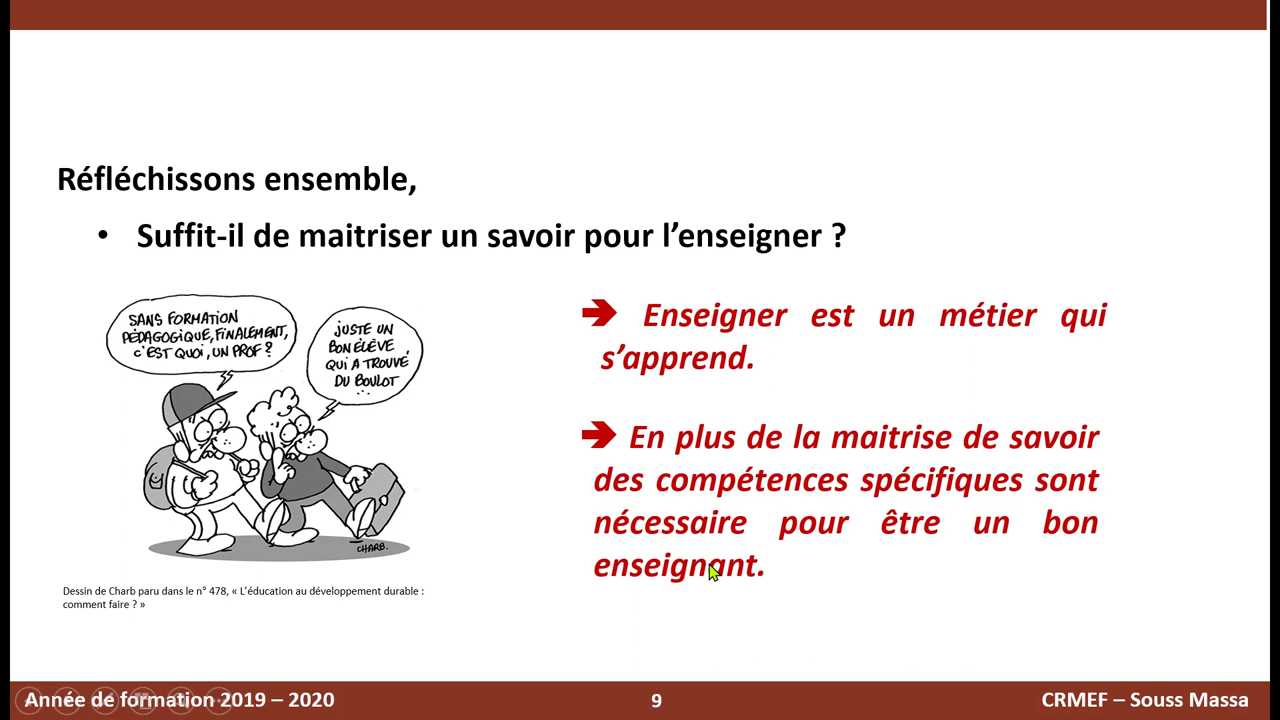 Réfléchissons ensemble,
• Suffit-il de maitriser un savoir pour l’enseigner ?
SANS FORMATION
PÉDAGOGIQUE, FINALEMENT,
C'EST QUOI, UN PROF ?
JUSTE UN
BON ÉLÈVE
QUI A TROUVÉ
DU BOULOT
...
CHARB.
Dessin de Charb paru dans le n° 478, « L’éducation au développement durable :
comment faire ? »
➔ Enseigner est un métier qui
s’apprend.
➔ En plus de la maitrise de savoir
des compétences spécifiques sont
nécessaire pour être un bon
enseignant.
Année de formation 2019 – 2020
9
CRMEF – Souss Massa